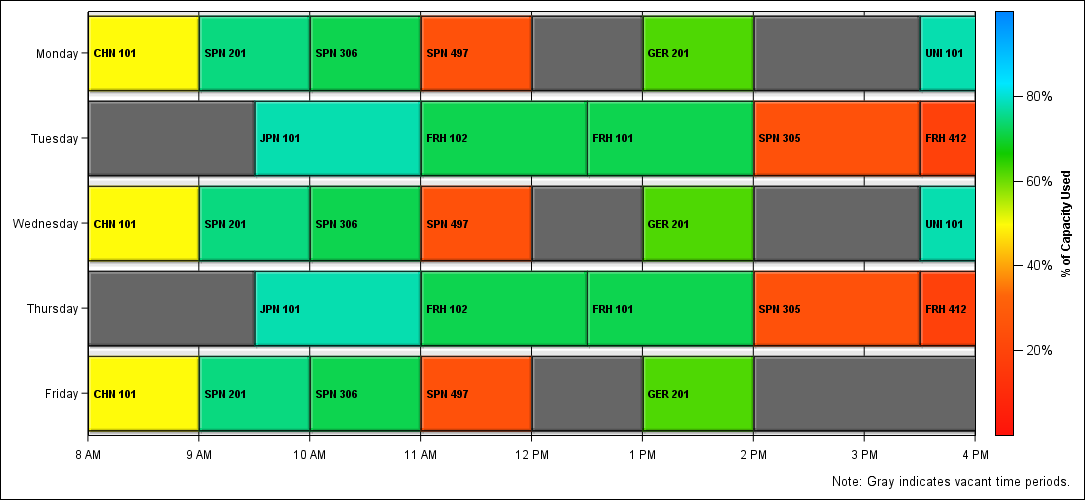 Monday
CHN 101
SPN 201
SPN 306
SPN 497
GER 201
UNI 101
Tuesday
JPN 101
FRH 102
FRH 101
SPN 305
FRH 412
Wednesday
CHN 101
SPN 201
SPN 306
SPN 497
GER 201
UNI 101
Thursday
JPN 101
FRH 102
FRH 101
SPN 305
FRH 412
Friday
CHN 101
SPN 201
SPN 306
SPN 497
GER 201
8 AM
9 AM
10 AM
11 AM
12 PM
1 PM
2 PM
3 PM
4 PM
80%
60%
40%
20%
% of Capacity Used
Note: Gray indicates vacant time periods.